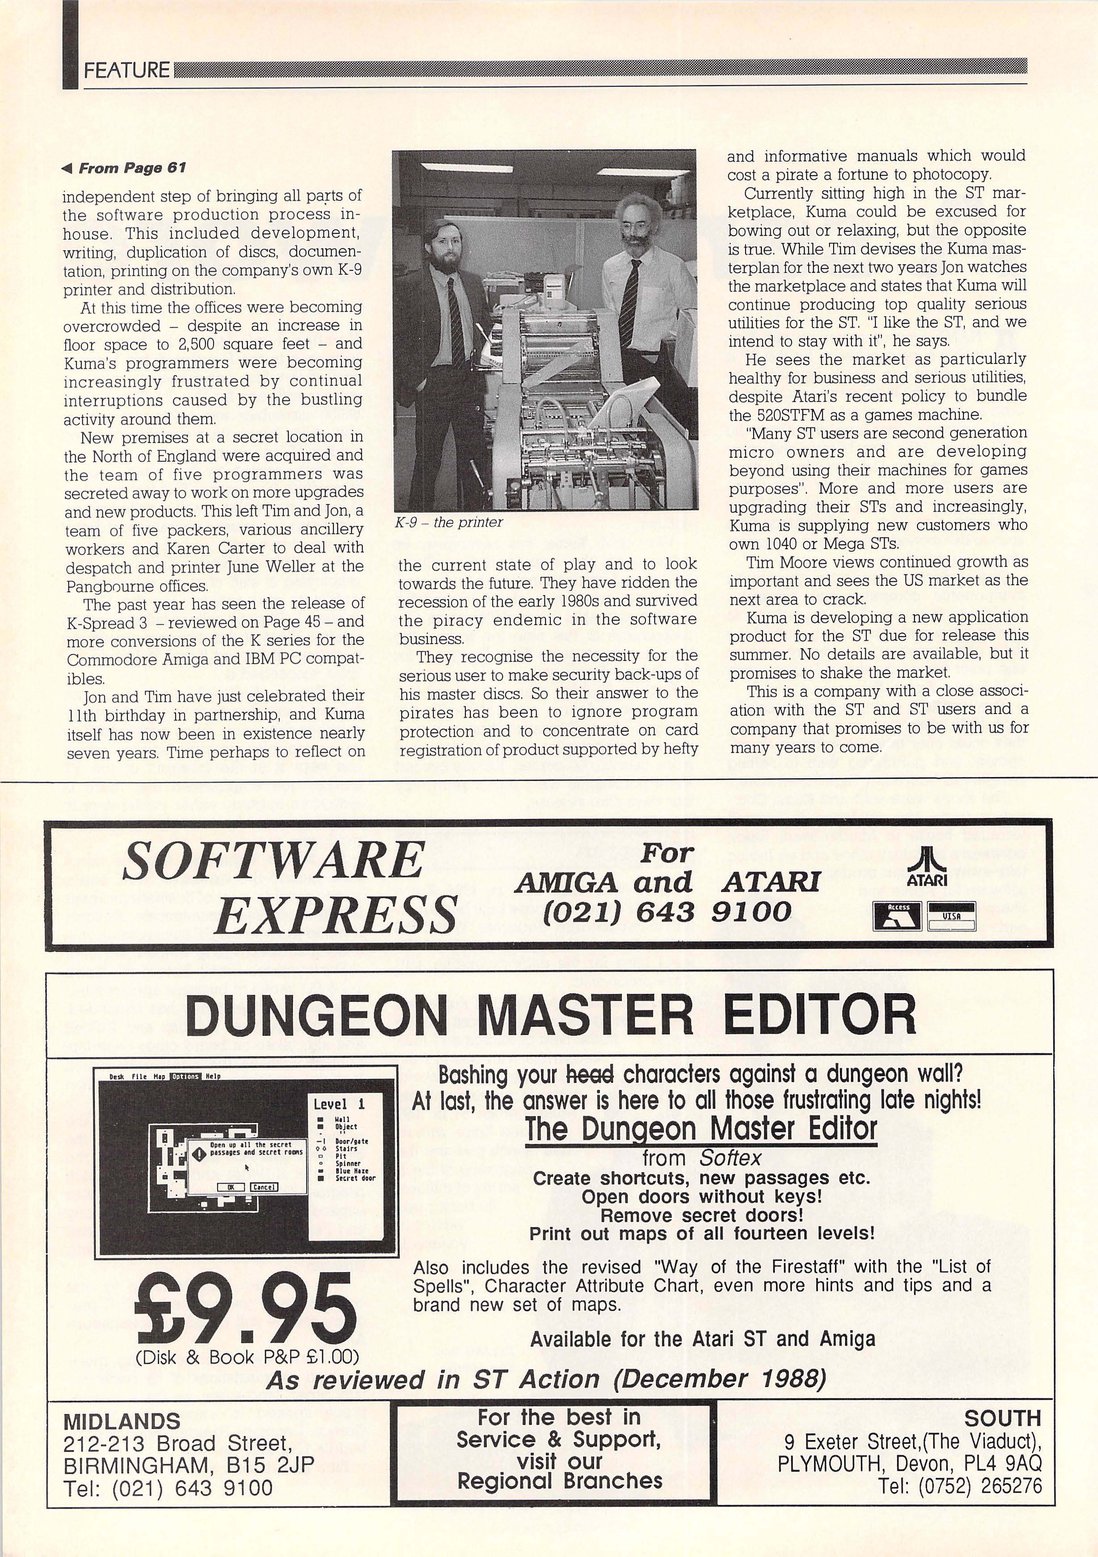 FEATURE
◄ From Page 61
independent step of bringing all parts of
the software production process in-
house. This included development,
writing, duplication of discs, documen-
tation, printing on the company's own K-9
printer and distribution.
At this time the offices were becoming
overcrowded – despite an increase in
floor space to 2,500 square feet – and
Kuma's programmers were becoming
increasingly frustrated by continual
interruptions caused by the bustling
activity around them.
New premises at a secret location in
the North of England were acquired and
the team of five programmers was
secreted away to work on more upgrades
and new products. This left Tim and Jon, a
team of five packers, various ancillery
workers and Karen Carter to deal with
despatch and printer June Weller at the
Pangbourne offices.
The past year has seen the release of
K-Spread 3 – reviewed on Page 45 – and
more conversions of the K series for the
Commodore Amiga and IBM PC compat-
ibles.
Jon and Tim have just celebrated their
11th birthday in partnership, and Kuma
itself has now been in existence nearly
seven years. Time perhaps to reflect on
K-9 – the printer
the current state of play and to look
towards the future. They have ridden the
recession of the early 1980s and survived
the piracy endemic in the software
business.
They recognise the necessity for the
serious user to make security back-ups of
his master discs. So their answer to the
pirates has been to ignore program
protection and to concentrate on card
registration of product supported by hefty
and informative manuals which would
cost a pirate a fortune to photocopy.
Currently sitting high in the ST mar-
ketplace, Kuma could be excused for
bowing out or relaxing, but the opposite
is true. While Tim devises the Kuma mas-
terplan for the next two years Jon watches
the marketplace and states that Kuma will
continue producing top quality serious
utilities for the ST. "I like the ST, and we
intend to stay with it", he says.
He sees the market as particularly
healthy for business and serious utilities,
despite Atari's recent policy to bundle
the 520STFM as a games machine.
"Many ST users are second generation
micro owners and are developing
beyond using their machines for games
purposes". More and more users are
upgrading their STs and increasingly,
Kuma is supplying new customers who
own 1040 or Mega STs.
Tim Moore views continued growth as
important and sees the US market as the
next area to crack.
Kuma is developing a new application
product for the ST due for release this
summer. No details are available, but it
promises to shake the market.
This is a company with a close associ-
ation with the ST and ST users and a
company that promises to be with us for
many years to come.
SOFTWARE
EXPRESS
For
AMIGA and ATARI
(021) 643 9100
ATARI
Access
VISA
DUNGEON MASTER EDITOR
Desk File Map Options Help
Level 1
Wall
Object
Door/gate
Stairs
Pit
Spinner
Blue Haze
Secret door
Open up all the secret
passages and secret rooms
OK Cancel
£9.95
(Disk & Book P&P £1.00)
Bashing your head characters against a dungeon wall?
At last, the answer is here to all those frustrating late nights!
The Dungeon Master Editor
from Softex
Create shortcuts, new passages etc.
Open doors without keys!
Remove secret doors!
Print out maps of all fourteen levels!
Also includes the revised "Way of the Firestaff" with the "List of
Spells", Character Attribute Chart, even more hints and tips and a
brand new set of maps.
Available for the Atari ST and Amiga
As reviewed in ST Action (December 1988)
MIDLANDS
212-213 Broad Street,
BIRMINGHAM, B15 2JP
Tel: (021) 643 9100
For the best in
Service & Support,
visit our
Regional Branches
SOUTH
9 Exeter Street,(The Viaduct),
PLYMOUTH, Devon, PL4 9AQ
Tel: (0752) 265276